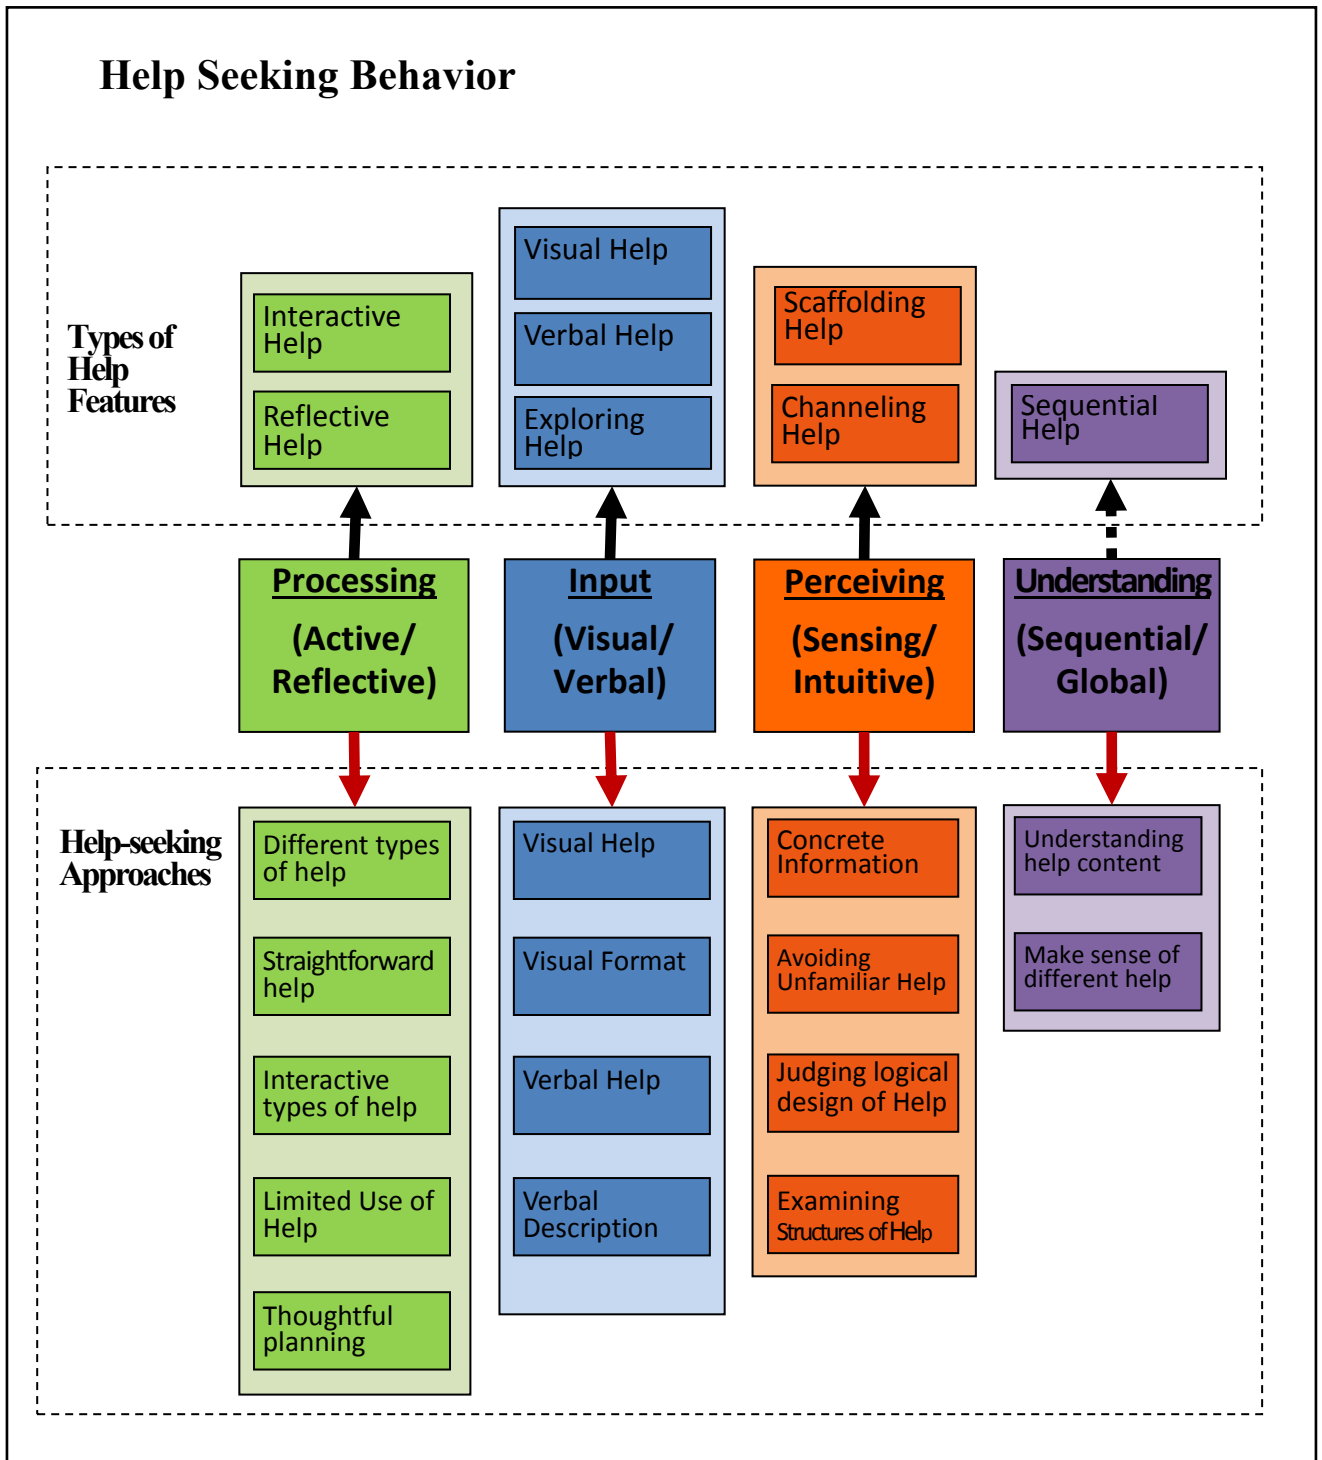 Help Seeking Behavior
Types of
Help
Features
Interactive
Help
Reflective
Help
Visual Help
Verbal Help
Exploring
Help
Scaffolding
Help
Channeling
Help
Sequential
Help
Processing
(Active/
Reflective)
Input
(Visual/
Verbal)
Perceiving
(Sensing/
Intuitive)
Understanding
(Sequential/
Global)
Help-seeking
Approaches
Different types
of help
Straightforward
help
Interactive
types of help
Limited Use of
Help
Thoughtful
planning
Visual Help
Visual Format
Verbal Help
Verbal
Description
Concrete
Information
Avoiding
Unfamiliar Help
Judging logical
design of Help
Examining
Structures of Help
Understanding
help content
Make sense of
different help